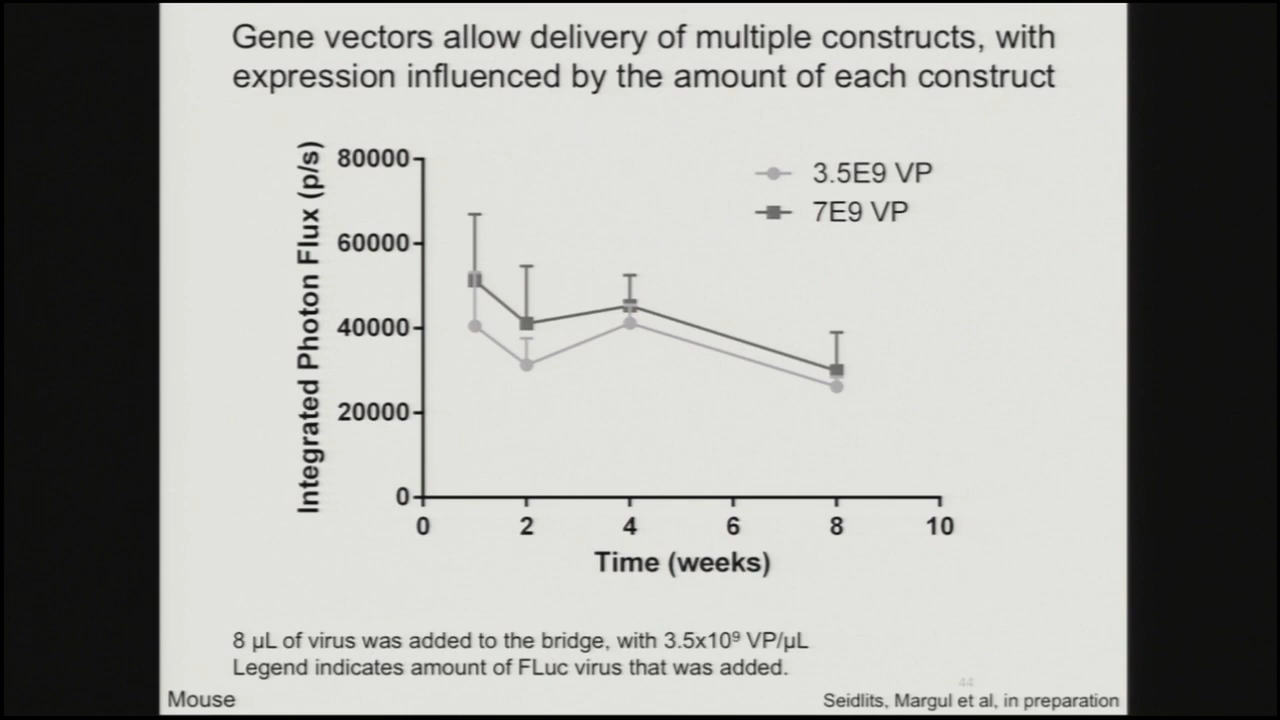 Gene vectors allow delivery of multiple constructs, with
expression influenced by the amount of each construct
Integrated Photon Flux (p/s)
80000
60000
40000
20000
0
3.5E9 VP
7E9 VP
0 2 4 6 8 10
Time (weeks)
8 µL of virus was added to the bridge, with 3.5x10⁹ VP/µL
Legend indicates amount of FLuc virus that was added.
44
Mouse
Seidlits, Margul et al, in preparation